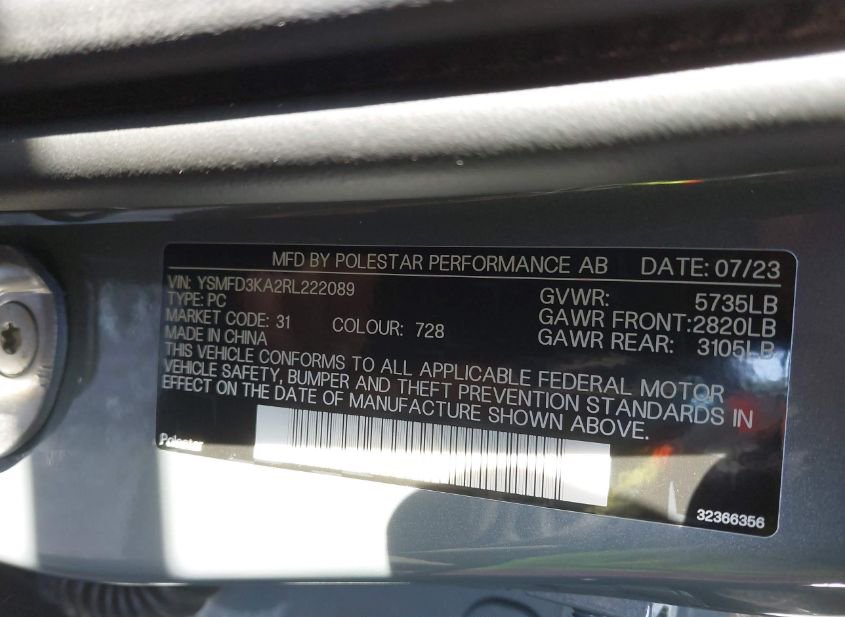 MFD BY POLESTAR PERFORMANCE AB DATE: 07/23
VIN: YSMFD3KA2RL222089
TYPE: PC
MARKET CODE: 31 COLOUR: 728
MADE IN CHINA
GVWR: 5735LB
GAWR FRONT:2820LB
GAWR REAR: 3105LB
THIS VEHICLE CONFORMS TO ALL APPLICABLE FEDERAL MOTOR
VEHICLE SAFETY, BUMPER AND THEFT PREVENTION STANDARDS IN
EFFECT ON THE DATE OF MANUFACTURE SHOWN ABOVE.
Polestar
32366356